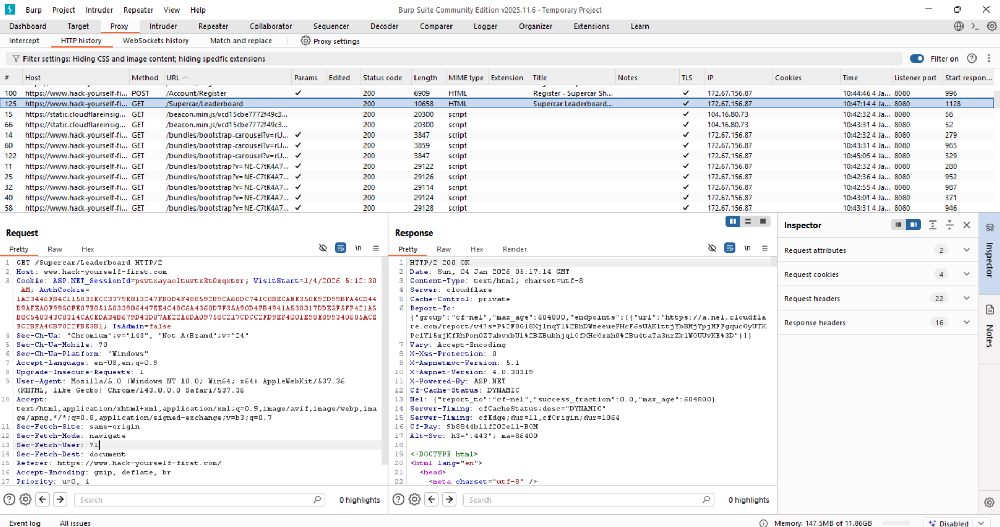 Burp Project Intruder Repeater View Help
Burp Suite Community Edition v2025.11.6 - Temporary Project
Dashboard Target Proxy Intruder Repeater Collaborator Sequencer Decoder Comparer Logger Organizer Extensions Learn
Intercept HTTP history WebSockets history Match and replace Proxy settings
Filter settings: Hiding CSS and image content; hiding specific extensions
Filter on
# Host Method URL Params Edited Status code Length MIME type Extension Title Notes TLS IP Cookies Time Listener port Start respon...
100 https://www.hack-yourself-fi... POST /Account/Register ✓ 200 6909 HTML Register - Supercar Sh... ✓ 172.67.156.87 10:44:46 4 Ja... 8080 996
125 https://www.hack-yourself-fi... GET /Supercar/Leaderboard 200 10658 HTML Supercar Leaderboard... ✓ 172.67.156.87 10:47:14 4 Ja... 8080 1128
15 https://static.cloudflareinsig... GET /beacon.min.js/vcd15cbe7772f49c3... 200 20300 script ✓ 104.16.80.73 10:42:32 4 Ja... 8080 56
66 https://static.cloudflareinsig... GET /beacon.min.js/vcd15cbe7772f49c3... 200 20300 script ✓ 104.16.80.73 10:43:31 4 Ja... 8080 52
14 https://www.hack-yourself-fi... GET /bundles/bootstrap-carousel?v=rU... ✓ 200 3847 script ✓ 172.67.156.87 10:42:32 4 Ja... 8080 279
60 https://www.hack-yourself-fi... GET /bundles/bootstrap-carousel?v=rU... ✓ 200 3859 script ✓ 172.67.156.87 10:43:31 4 Ja... 8080 965
122 https://www.hack-yourself-fi... GET /bundles/bootstrap-carousel?v=rU... ✓ 200 3847 script ✓ 172.67.156.87 10:45:05 4 Ja... 8080 329
11 https://www.hack-yourself-fi... GET /bundles/bootstrap?v=NE-C7tK4A7... ✓ 200 29122 script ✓ 172.67.156.87 10:42:32 4 Ja... 8080 280
25 https://www.hack-yourself-fi... GET /bundles/bootstrap?v=NE-C7tK4A7... ✓ 200 29126 script ✓ 172.67.156.87 10:42:36 4 Ja... 8080 952
32 https://www.hack-yourself-fi... GET /bundles/bootstrap?v=NE-C7tK4A7... ✓ 200 29114 script ✓ 172.67.156.87 10:42:55 4 Ja... 8080 987
40 https://www.hack-yourself-fi... GET /bundles/bootstrap?v=NE-C7tK4A7... ✓ 200 29124 script ✓ 172.67.156.87 10:43:01 4 Ja... 8080 371
58 https://www.hack-yourself-fi... GET /bundles/bootstrap?v=NE-C7tK4A7... ✓ 200 29128 script ✓ 172.67.156.87 10:43:31 4 Ja... 8080 946
Request
Pretty Raw Hex
\n
1 GET /Supercar/Leaderboard HTTP/2
2 Host: www.hack-yourself-first.com
3 Cookie: ASP.NET_SessionId=psvtxayaoltuvtx3t0xqxtzr; VisitStart=1/4/2026 5:12:30
AM; AuthCookie=
1A23446FB4C115835ECC3379E813247FB0D4F488592B9CA60DC741C0BECAEE350E92D99BFA4CD44
D9AFEA0F9950FE07E8515033906447EE4C48C6A4360D7F35A90D4FB4941A530317DDE5F5FF421A5
B8C540343C0314CACEDA34B679D43D07AE2216DA09758C217CDCC2FD9EF4001E98E899340685ACE
EC2BFA4CB7022FBE3B1; IsAdmin=false
4 Sec-Ch-Ua: "Chromium";v="143", "Not A(Brand";v="24"
5 Sec-Ch-Ua-Mobile: ?0
6 Sec-Ch-Ua-Platform: "Windows"
7 Accept-Language: en-US,en;q=0.9
8 Upgrade-Insecure-Requests: 1
9 User-Agent: Mozilla/5.0 (Windows NT 10.0; Win64; x64) AppleWebKit/537.36
(KHTML, like Gecko) Chrome/143.0.0.0 Safari/537.36
10 Accept:
text/html,application/xhtml+xml,application/xml;q=0.9,image/avif,image/webp,ima
ge/apng,*/*;q=0.8,application/signed-exchange;v=b3;q=0.7
11 Sec-Fetch-Site: same-origin
12 Sec-Fetch-Mode: navigate
13 Sec-Fetch-User: ?1
14 Sec-Fetch-Dest: document
15 Referer: https://www.hack-yourself-first.com/
16 Accept-Encoding: gzip, deflate, br
17 Priority: u=0, i
Search
0 highlights
Response
Pretty Raw Hex Render
\n
1 HTTP/2 200 OK
2 Date: Sun, 04 Jan 2026 05:17:14 GMT
3 Content-Type: text/html; charset=utf-8
4 Server: cloudflare
5 Cache-Control: private
6 Report-To:
{"group":"cf-nel","max_age":604800,"endpoints":[{"url":"https://a.nel.cloudfla
re.com/report/v4?s=
7 Vary: Accept-Encoding
8 X-Xss-Protection: 0
9 X-Aspnetmvc-Version: 5.1
10 X-Aspnet-Version: 4.0.30319
11 X-Powered-By: ASP.NET
12 Cf-Cache-Status: DYNAMIC
13 Nel: {"report_to":"cf-nel","success_fraction":0.0,"max_age":604800}
14 Server-Timing: cfCacheStatus;desc="DYNAMIC"
15 Server-Timing: cfEdge;dur=11,cfOrigin;dur=1064
16 Cf-Ray: 9b8844b11f202e11-BOM
17 Alt-Svc: h3=":443"; ma=86400
18
19 <!DOCTYPE html>
20 <html lang="en">
21 <head>
22 <meta charset="utf-8" />
Search
0 highlights
Inspector
Request attributes 2
Request cookies 4
Request headers 22
Response headers 16
Inspector
Notes
Event log All issues
Memory: 147.5MB of 11.86GB
Disabled